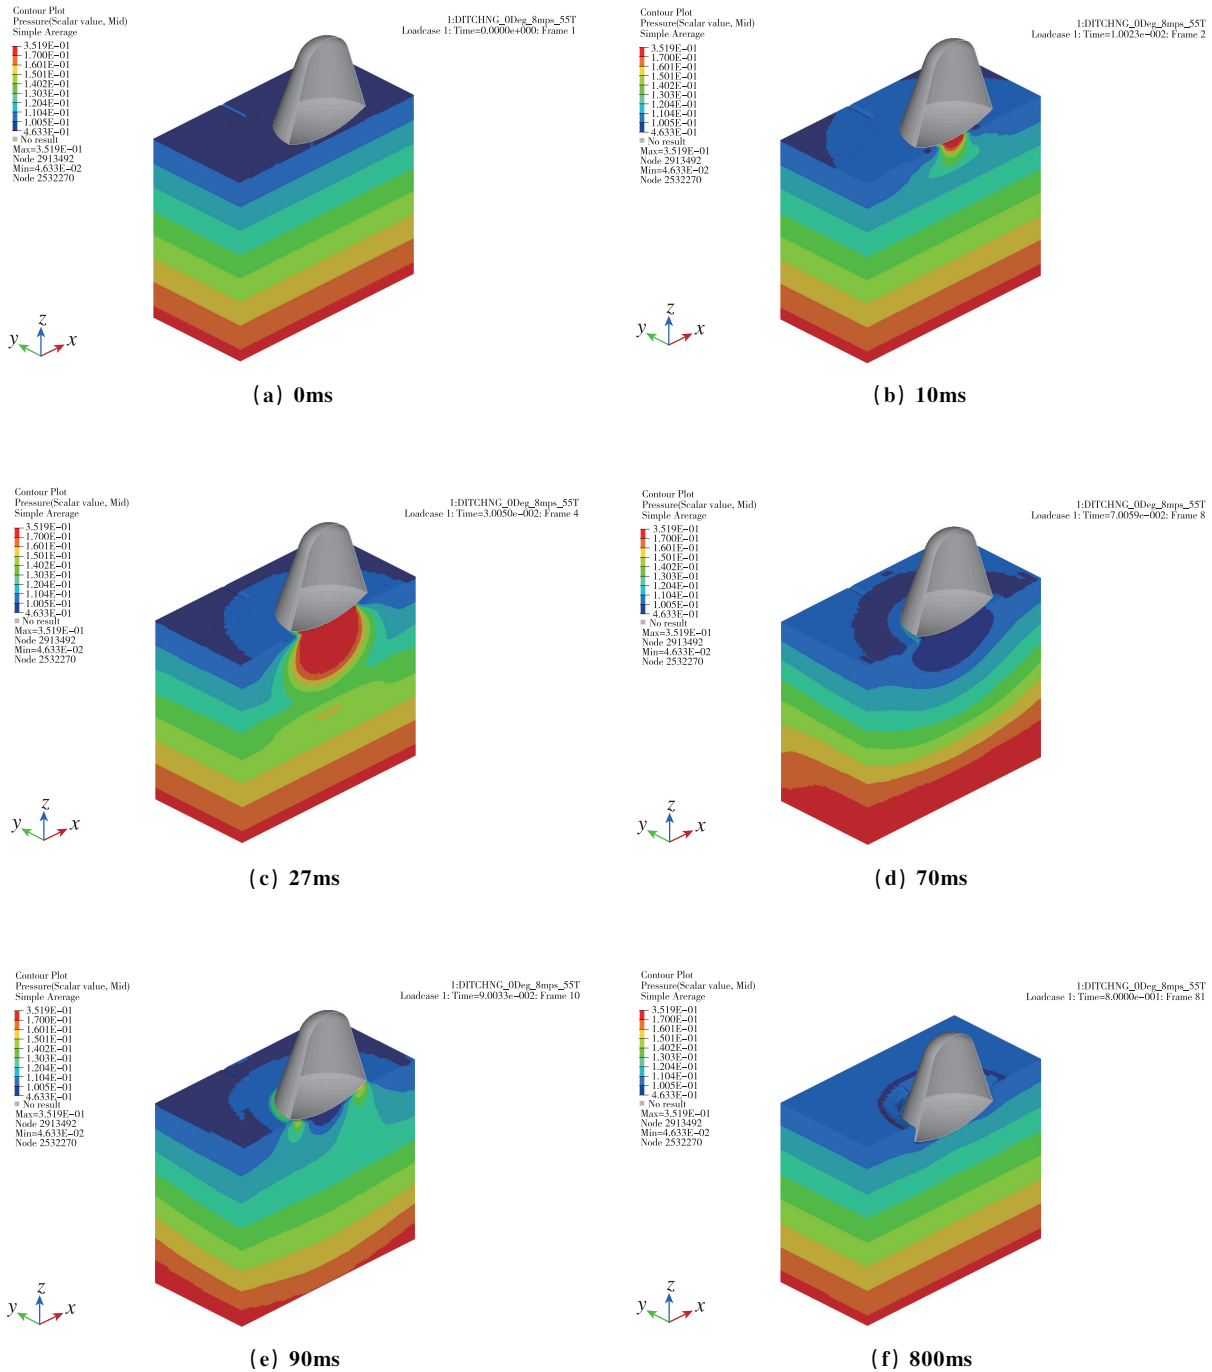 Contour Plot
Pressure(Scalar value, Mid)
Simple Arerage
3.519E−01
1.700E−01
1.601E−01
1.501E−01
1.402E−01
1.303E−01
1.204E−01
1.104E−01
1.005E−01
4.633E−02
No result
Max=3.519E−01
Node 2913492
Min=4.633E−02
Node 2532270
1:DITCHNG_0Deg_8mps_55T
Loadcase 1: Time=0.0000e+000: Frame 1
z
y
x
(a) 0ms
Contour Plot
Pressure(Scalar value, Mid)
Simple Average
3.519E−01
1.700E−01
1.601E−01
1.501E−01
1.402E−01
1.303E−01
1.204E−01
1.104E−01
1.005E−01
4.633E−02
No result
Max=3.519E−01
Node 2913492
Min=4.633E−02
Node 2532270
1:DITCHNG_0Deg_8mps_55T
Loadcase 1: Time=1.0023e−002: Frame 2
z
y
x
(b) 10ms
Contour Plot
Pressure(Scalar value, Mid)
Simple Average
3.519E−01
1.700E−01
1.601E−01
1.501E−01
1.402E−01
1.303E−01
1.204E−01
1.104E−01
1.005E−01
4.633E−02
No result
Max=3.519E−01
Node 2913492
Min=4.633E−02
Node 2532270
1:DITCHNG_0Deg_8mps_55T
Loadcase 1: Time=3.0050e−002: Frame 4
z
y
x
(c) 27ms
Contour Plot
Pressure(Scalar value, Mid)
Simple Average
3.519E−01
1.700E−01
1.601E−01
1.501E−01
1.402E−01
1.303E−01
1.204E−01
1.104E−01
1.005E−01
4.633E−02
No result
Max=3.519E−01
Node 2913492
Min=4.633E−02
Node 2532270
1:DITCHNG_0Deg_8mps_55T
Loadcase 1: Time=7.0059e−002: Frame 8
z
y
x
(d) 70ms
Contour Plot
Pressure(Scalar value, Mid)
Simple Average
3.519E−01
1.700E−01
1.601E−01
1.501E−01
1.402E−01
1.303E−01
1.204E−01
1.104E−01
1.005E−01
4.633E−02
No result
Max=3.519E−01
Node 2913492
Min=4.633E−02
Node 2532270
1:DITCHNG_0Deg_8mps_55T
Loadcase 1: Time=9.0033e−002: Frame 10
z
y
x
(e) 90ms
Contour Plot
Pressure(Scalar value, Mid)
Simple Average
3.519E−01
1.700E−01
1.601E−01
1.501E−01
1.402E−01
1.303E−01
1.204E−01
1.104E−01
1.005E−01
4.633E−02
No result
Max=3.519E−01
Node 2913492
Min=4.633E−02
Node 2532270
1:DITCHNG_0Deg_8mps_55T
Loadcase 1: Time=8.0000e−001: Frame 81
z
y
x
(f) 800ms